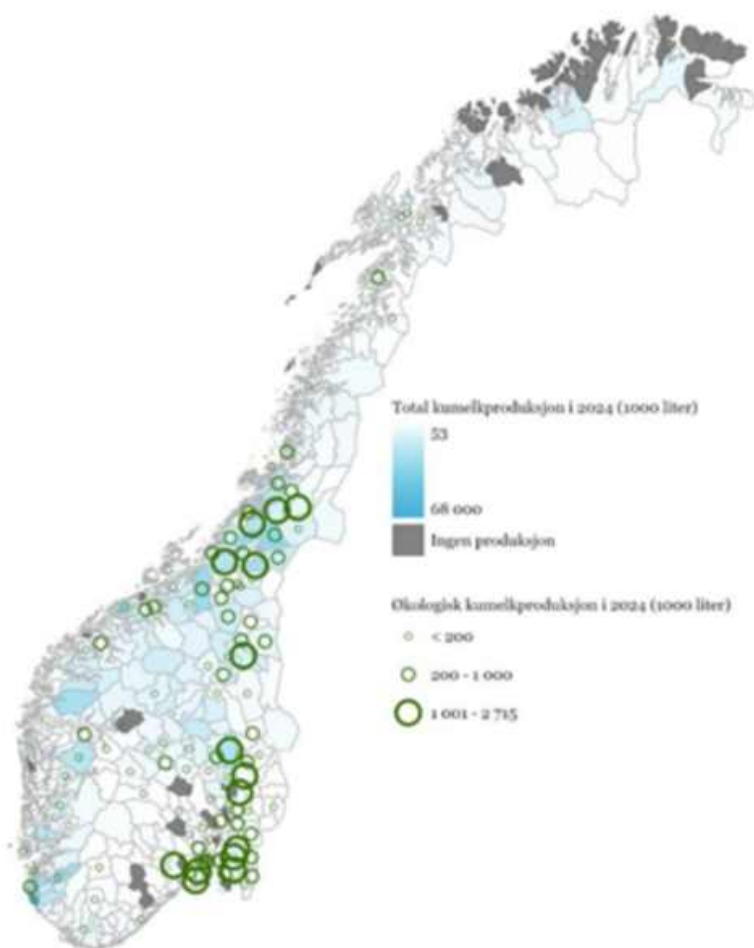 Total kumelkproduksjon i 2024 (1000 liter)
53
68 000
Ingen produksjon
Økologisk kumelkproduksjon i 2024 (1000 liter)
< 200
200 - 1 000
1 001 - 2 715